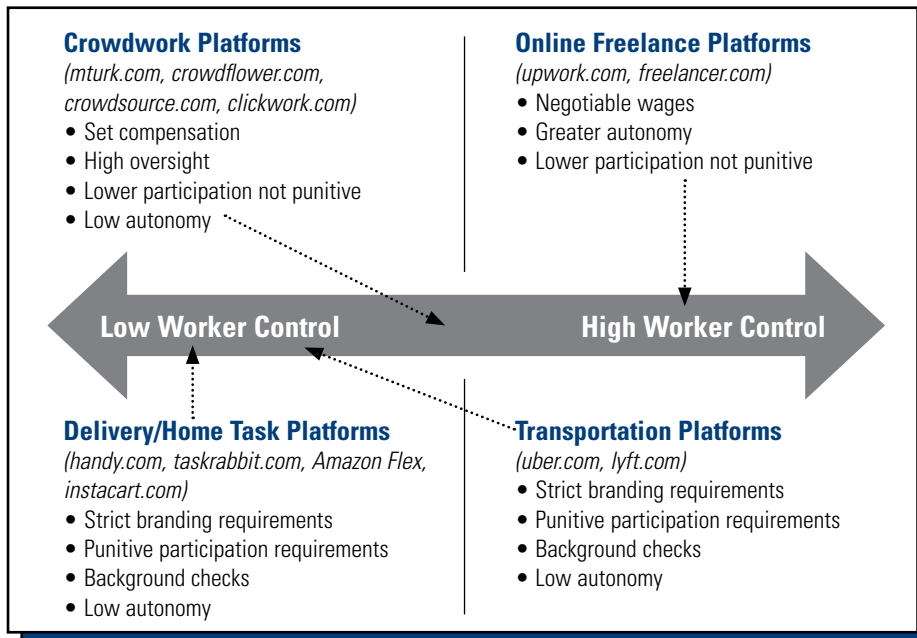 Crowdwork Platforms
(mturk.com, crowdflower.com,
crowdsource.com, clickwork.com)
• Set compensation
• High oversight
• Lower participation not punitive
• Low autonomy
Online Freelance Platforms
(upwork.com, freelancer.com)
• Negotiable wages
• Greater autonomy
• Lower participation not punitive
Low Worker Control
High Worker Control
Delivery/Home Task Platforms
(handy.com, taskrabbit.com, Amazon Flex,
instacart.com)
• Strict branding requirements
• Punitive participation requirements
• Background checks
• Low autonomy
Transportation Platforms
(uber.com, lyft.com)
• Strict branding requirements
• Punitive participation requirements
• Background checks
• Low autonomy